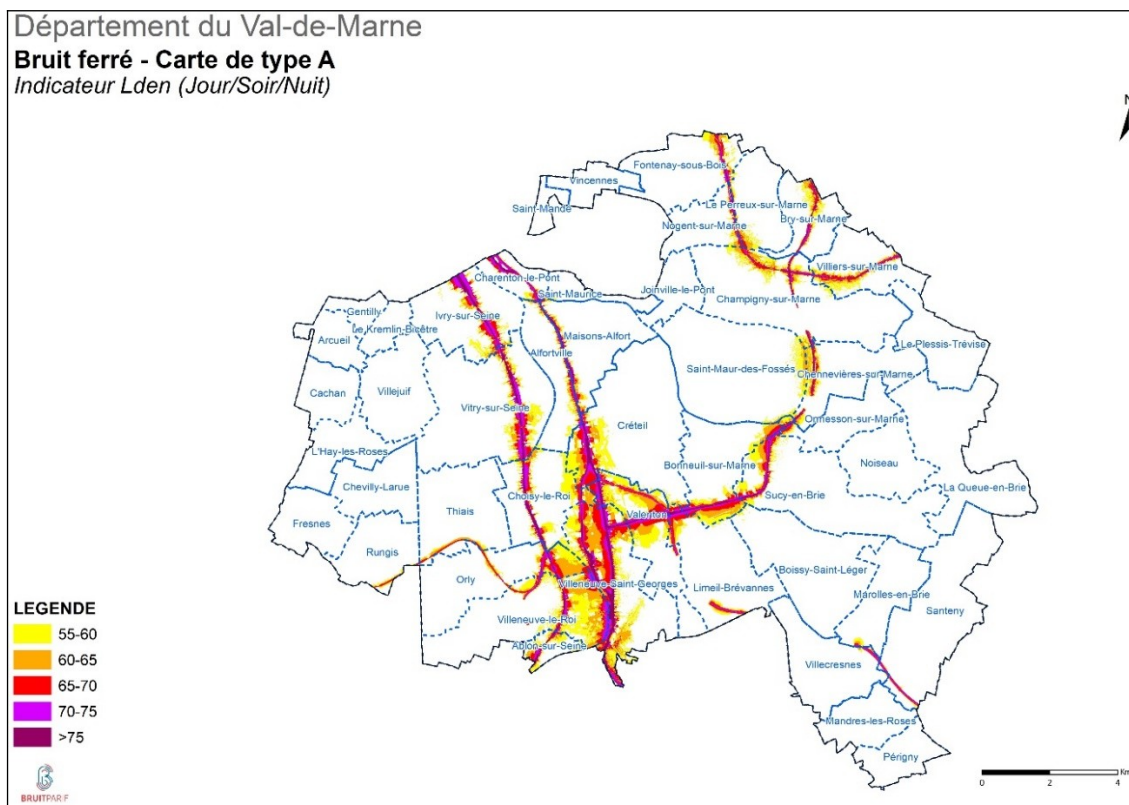 Département du Val-de-Marne
Bruit ferré - Carte de type A
Indicateur Lden (Jour/Soir/Nuit)
N
Fontenay-sous-Bois
Vincennes
Saint-Mandé
Le Perreux-sur-Marne
Bry-sur-Marne
Nogent-sur-Marne
Villiers-sur-Marne
Charenton-le-Pont
Saint-Maurice
Joinville-le-Pont
Champigny-sur-Marne
Gentilly
Ivry-sur-Seine
Le Kremlin-Bicêtre
Arcueil
Maisons-Alfort
Alfortville
Le Plessis-Trévise
Saint-Maur-des-Fossés
Chennevières-sur-Marne
Cachan
Villejuif
Vitry-sur-Seine
Créteil
Ormesson-sur-Marne
L'Hay-les-Roses
Bonneuil-sur-Marne
Noiseau
Chevilly-Larue
La Queue-en-Brie
Choisy-le-Roi
Sucy-en-Brie
Thiais
Valenton
Fresnes
Rungis
Orly
Boissy-Saint-Léger
Villeneuve-Saint-Georges
Limeil-Brévannes
Marolles-en-Brie
Santeny
Villeneuve-le-Roi
Ablon-sur-Seine
Villecresnes
Mandres-les-Roses
Périgny
LEGENDE
55-60
60-65
65-70
70-75
>75
BRUITPARIF
Km
0 2 4